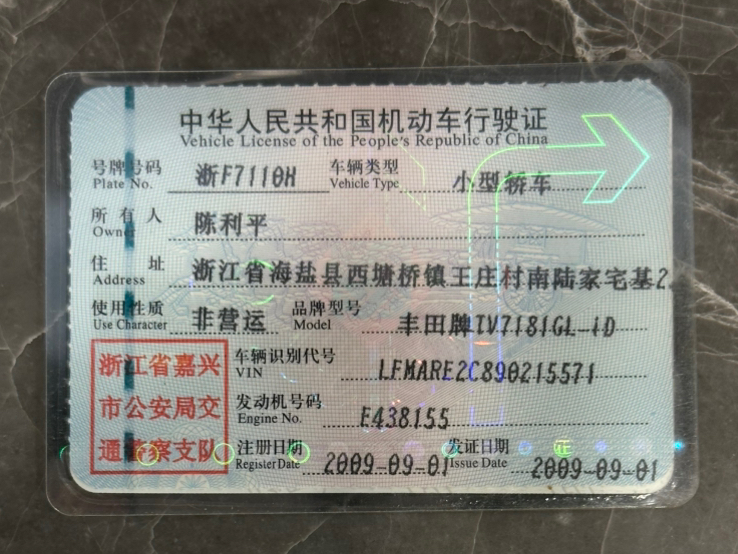 中华人民共和国机动车行驶证
Vehicle License of the People's Republic of China
号牌号码 浙F7110H 车辆类型 小型轿车
Plate No. Vehicle Type
所有人 陈利平
Owner
住址 浙江省海盐县西塘桥镇王庄村南陆家宅基2
Address
使用性质 非营运 品牌型号 丰田牌TV7181GL-iD
Use Character Model
浙江省嘉兴 车辆识别代号 LFMARE2C890215571
VIN
市公安局交 发动机号码 E438155
Engine No.
通警察支队 注册日期 2009-09-01 发证日期 2009-09-01
Register Date Issue Date